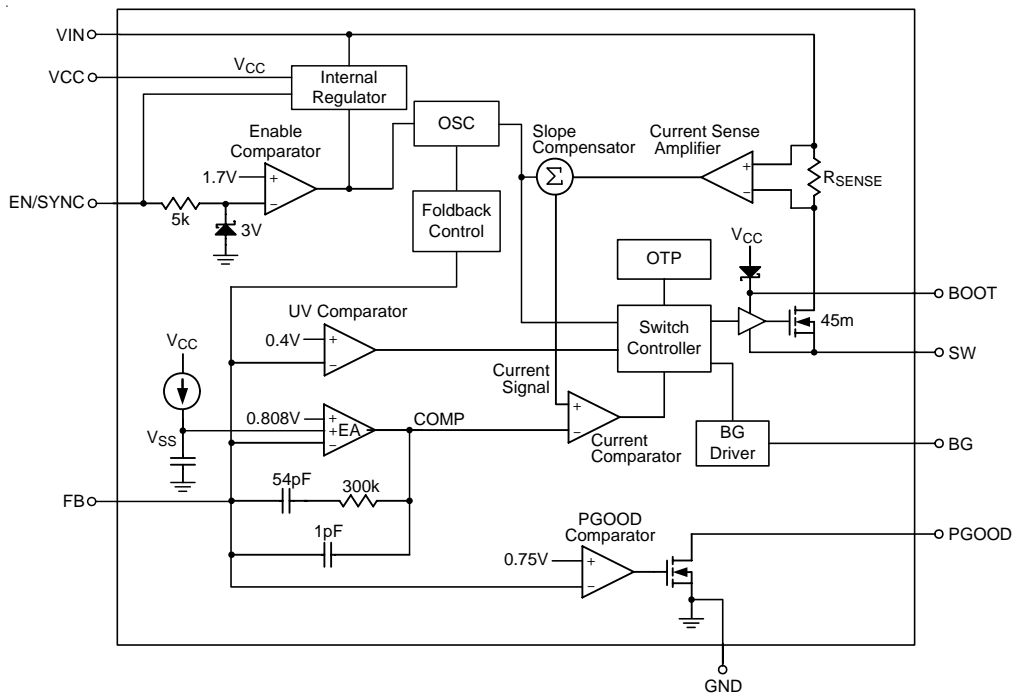 VIN
VCC
VCC
Internal
Regulator
OSC
Slope
Compensator
Current Sense
Amplifier
Enable
Comparator
1.7V
+
−
Σ
+
−
RSENSE
EN/SYNC
5k
3V
Foldback
Control
VCC
OTP
BOOT
UV Comparator
0.4V
+
−
Switch
Controller
45m
SW
VCC
Current
Signal
0.808V
+
+EA
−
COMP
+
−
Current
Comparator
BG
Driver
BG
VSS
54pF
300k
FB
1pF
PGOOD
Comparator
0.75V
+
−
PGOOD
GND